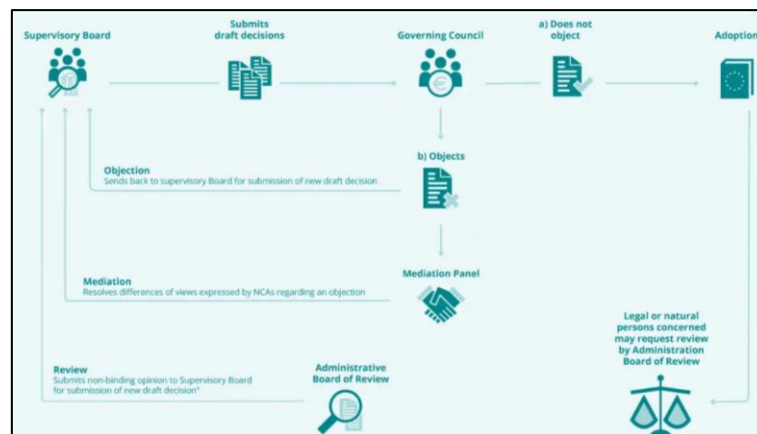 Supervisory Board
Submits
draft decisions
Governing Council
a) Does not
object
Adoption
b) Objects
Objection
Sends back to supervisory Board for submission of new draft decision
Mediation Panel
Mediation
Resolves differences of views expressed by NCAs regarding an objection
Legal or natural
persons concerned
may request review
by Administration
Board of Review
Review
Submits non-binding opinion to Supervisory Board
for submission of new draft decision"
Administrative
Board of Review